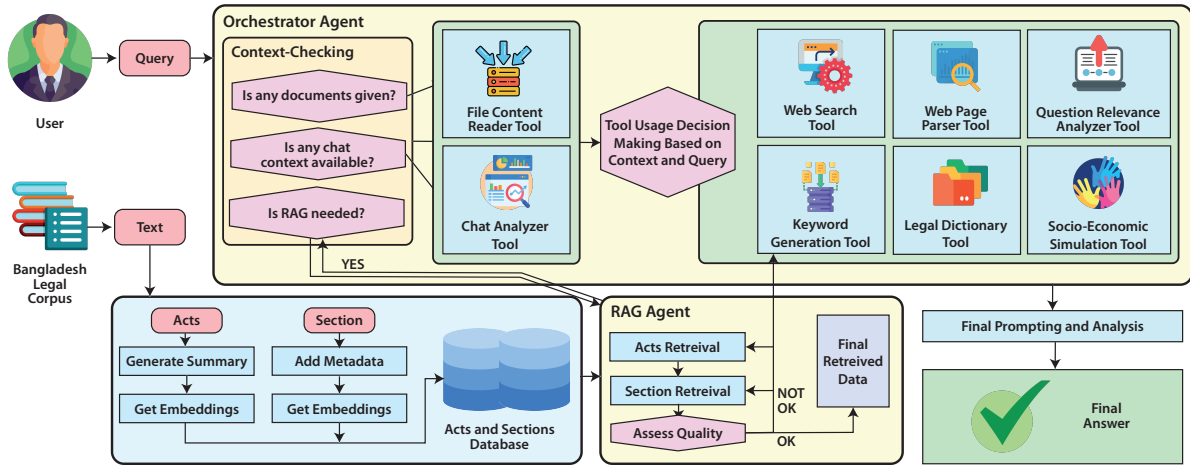 Orchestrator Agent
Context-Checking
User
Query
Is any documents given?
Is any chat
context available?
Is RAG needed?
File Content
Reader Tool
Chat Analyzer
Tool
Tool Usage Decision
Making Based on
Context and Query
Web Search
Tool
Web Page
Parser Tool
Question Relevance
Analyzer Tool
Keyword
Generation Tool
Legal Dictionary
Tool
Socio-Economic
Simulation Tool
Bangladesh
Legal
Corpus
Text
YES
Acts
Generate Summary
Get Embeddings
Section
Add Metadata
Get Embeddings
Acts and Sections
Database
RAG Agent
Acts Retreival
Section Retreival
Assess Quality
NOT
OK
OK
Final
Retreived
Data
Final Prompting and Analysis
Final
Answer